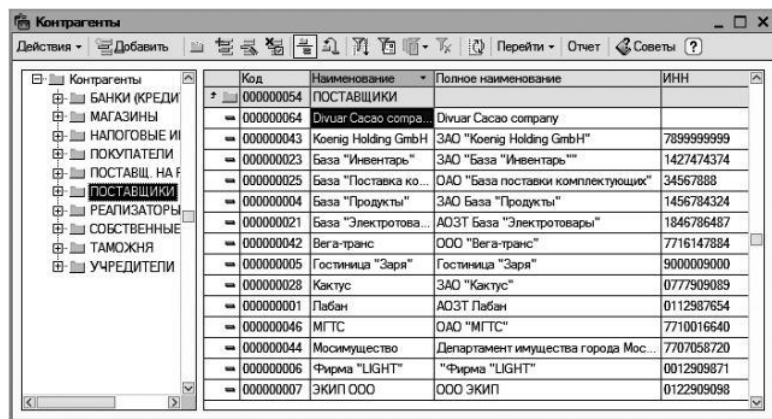 Контрагенты
Действия Добавить Перейти Отчет Советы ?
Контрагенты
БАНКИ (КРЕДИ
МАГАЗИНЫ
НАЛОГОВЫЕ И
ПОКУПАТЕЛИ
ПОСТАВЩ. НА Р
ПОСТАВЩИКИ
РЕАЛИЗАТОРЫ
СОБСТВЕННЫЕ
ТАМОЖНЯ
УЧРЕДИТЕЛИ
Код Наименование Полное наименование ИНН
000000054 ПОСТАВЩИКИ
000000064 Divuar Cacao compa... Divuar Cacao company
000000043 Koenig Holding GmbH ЗАО "Koenig Holding GmbH" 7899999999
000000023 База "Инвентарь" ЗАО "База "Инвентарь"" 1427474374
000000025 База "Поставка ко... ОАО "База поставки комплектующих" 34567888
000000004 База "Продукты" ЗАО База "Продукты" 1456784324
000000021 База "Электротова... АОЗТ База "Электротовары" 1846786487
000000042 Вега-транс ООО "Вега-транс" 7716147884
000000005 Гостиница "Заря" Гостиница "Заря" 9000009000
000000028 Кактус ЗАО "Кактус" 0777909089
000000001 Лабан АОЗТ Лабан 0112987654
000000046 МГТС ОАО "МГТС" 7710016640
000000044 Мосимущество Департамент имущества города Мос... 7707058720
000000006 Фирма "LIGHT" "Фирма "LIGHT" 0012909871
000000007 ЭКИП ООО ООО ЭКИП 0122909098